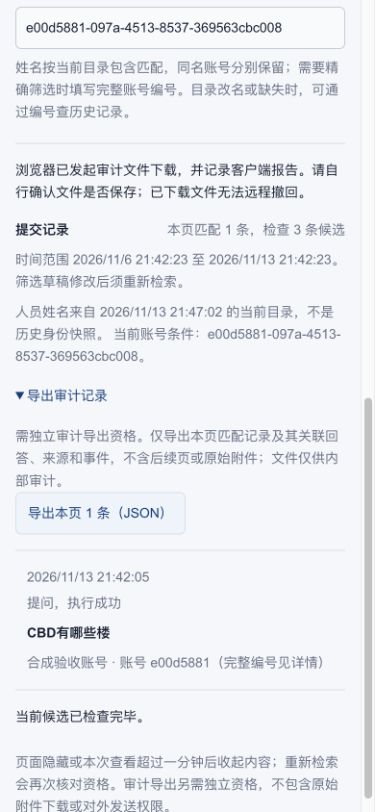 e00d5881-097a-4513-8537-369563cbc008
姓名按当前目录包含匹配，同名账号分别保留；需要精
确筛选时填写完整账号编号。目录改名或缺失时，可通
过编号查历史记录。
浏览器已发起审计文件下载，并记录客户端报告。请自
行确认文件是否保存；已下载文件无法远程撤回。
提交记录 本页匹配 1 条，检查 3 条候选
时间范围 2026/11/6 21:42:23 至 2026/11/13 21:42:23。
筛选草稿修改后须重新检索。
人员姓名来自 2026/11/13 21:47:02 的当前目录，不是
历史身份快照。 当前账号条件：e00d5881-097a-4513-
8537-369563cbc008。
▼导出审计记录
需独立审计导出资格。仅导出本页匹配记录及其关联回
答、来源和事件，不含后续页或原始附件；文件仅供内
部审计。
导出本页 1 条（JSON）
2026/11/13 21:42:05
提问，执行成功
CBD有哪些楼
合成验收账号 · 账号 e00d5881（完整编号见详情）
当前候选已检查完毕。
页面隐藏或本次查看超过一分钟后收起内容；重新检索
会再次核对资格。审计导出另需独立资格，不包含原始
附件下载或对外发送权限。